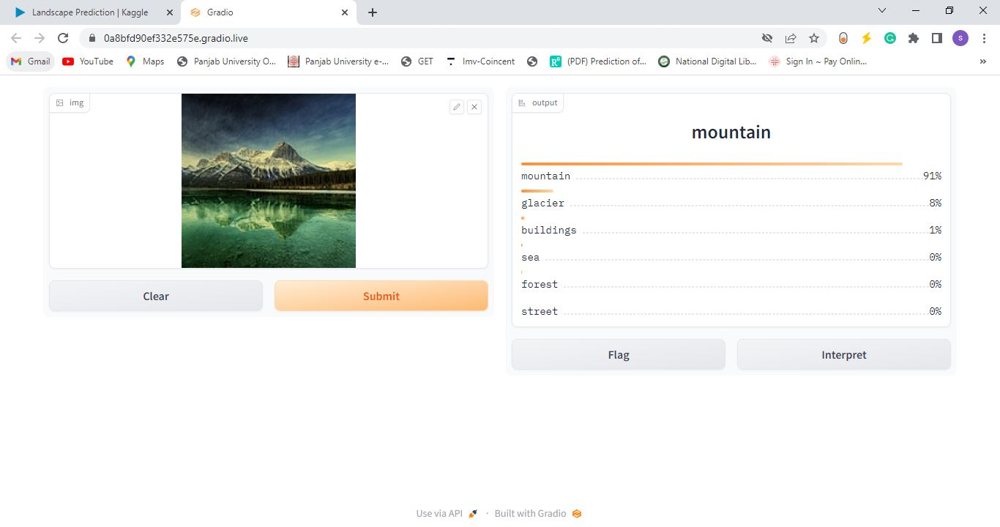 Landscape Prediction | Kaggle
Gradio
0a8bfd90ef332e575e.gradio.live
S
Gmail YouTube Maps Panjab University O... Panjab University e-... GET Imv-Coincent (PDF) Prediction of... National Digital Lib... Sign In ~ Pay Onlin... »
img
Clear
Submit
output
mountain
mountain 91%
glacier 8%
buildings 1%
sea 0%
forest 0%
street 0%
Flag
Interpret
Use via API · Built with Gradio